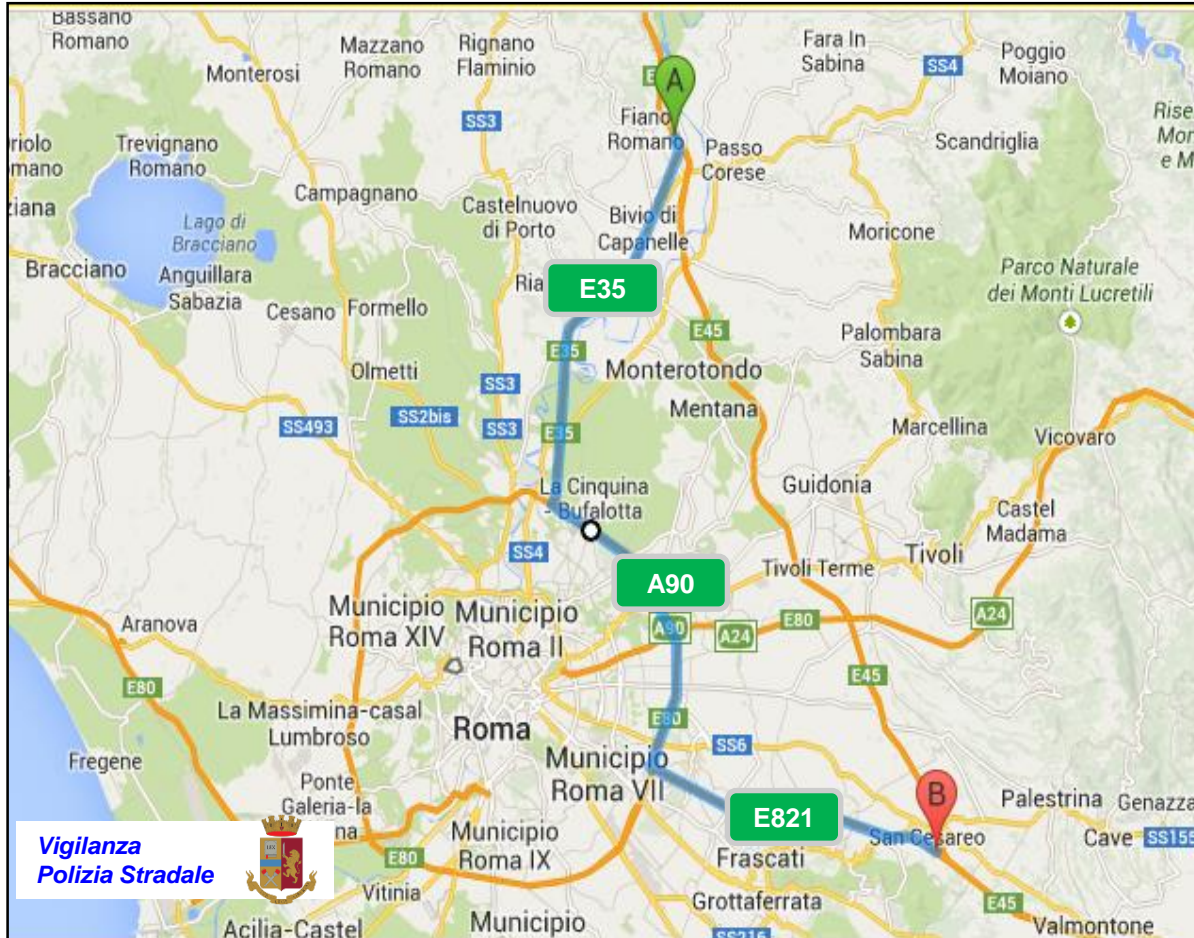 Bassano
Romano
Mazzano
Romano
Rignano
Flaminio
Fara In
Sabina
Poggio
Moiano
Monterosi
SS4
A
SS3
Fiano
Romano
Passo
Corese
Scandriglia
Trevignano
Romano
Campagnano
Castelnuovo
di Porto
Bivio di
Capanelle
Moricone
Lago di
Bracciano
Bracciano
Anguillara
Sabazia
Cesano
Formello
E35
Parco Naturale
dei Monti Lucretili
E45
Palombara
Sabina
E35
Olmetti
SS3
Monterotondo
Mentana
SS2bis
SS3
SS493
E35
Marcellina
Vicovaro
La Cinquina
- Bufalotta
Guidonia
Castel
Madama
SS4
Tivoli
Tivoli Terme
A90
Municipio
Roma XIV
Municipio
Roma II
Aranova
A90
A24
E80
A24
E80
E45
La Massimina-casal
Lumbroso
Roma
E80
SS6
Fregene
Municipio
Roma VII
Ponte
Galeria-la
B
Palestrina
E821
San Cesareo
Cave
SS155
Municipio
Roma IX
Frascati
E80
Vigilanza
Polizia Stradale
Vitinia
Grottaferrata
E45
Acilia-Castel
Municipio
SS216
Valmontone